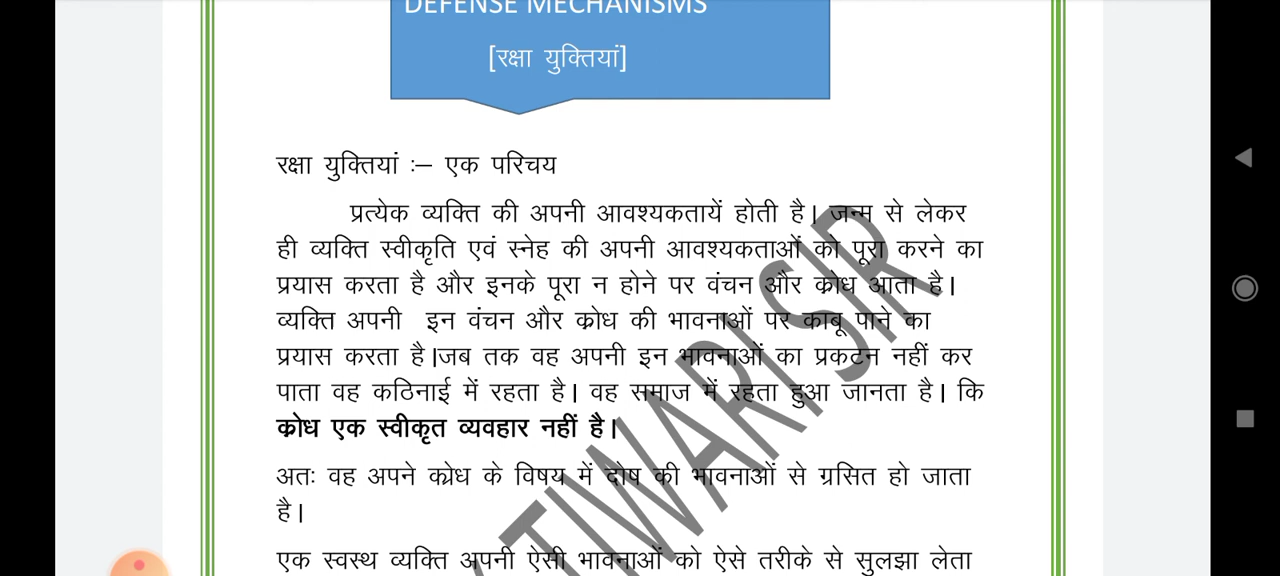 DEFENSE MECHANISMS
[रक्षा युक्तियां]
रक्षा युक्तियां :– एक परिचय
प्रत्येक व्यक्ति की अपनी आवश्यकतायें होती है। जन्म से लेकर
ही व्यक्ति स्वीकृति एवं स्नेह की अपनी आवश्यकताओं को पूरा करने का
प्रयास करता है और इनके पूरा न होने पर वंचन और क्रोध आता है।
व्यक्ति अपनी इन वंचन और क्रोध की भावनाओं पर काबू पाने का
प्रयास करता है।जब तक वह अपनी इन भावनाओं का प्रकटन नहीं कर
पाता वह कठिनाई में रहता है। वह समाज में रहता हुआ जानता है। कि
क्रोध एक स्वीकृत व्यवहार नहीं है।
अतः वह अपने क्रोध के विषय में दोष की भावनाओं से ग्रसित हो जाता
है।
एक स्वस्थ व्यक्ति अपनी ऐसी भावनाओं को ऐसे तरीके से सुलझा लेता
TIWARI SIR